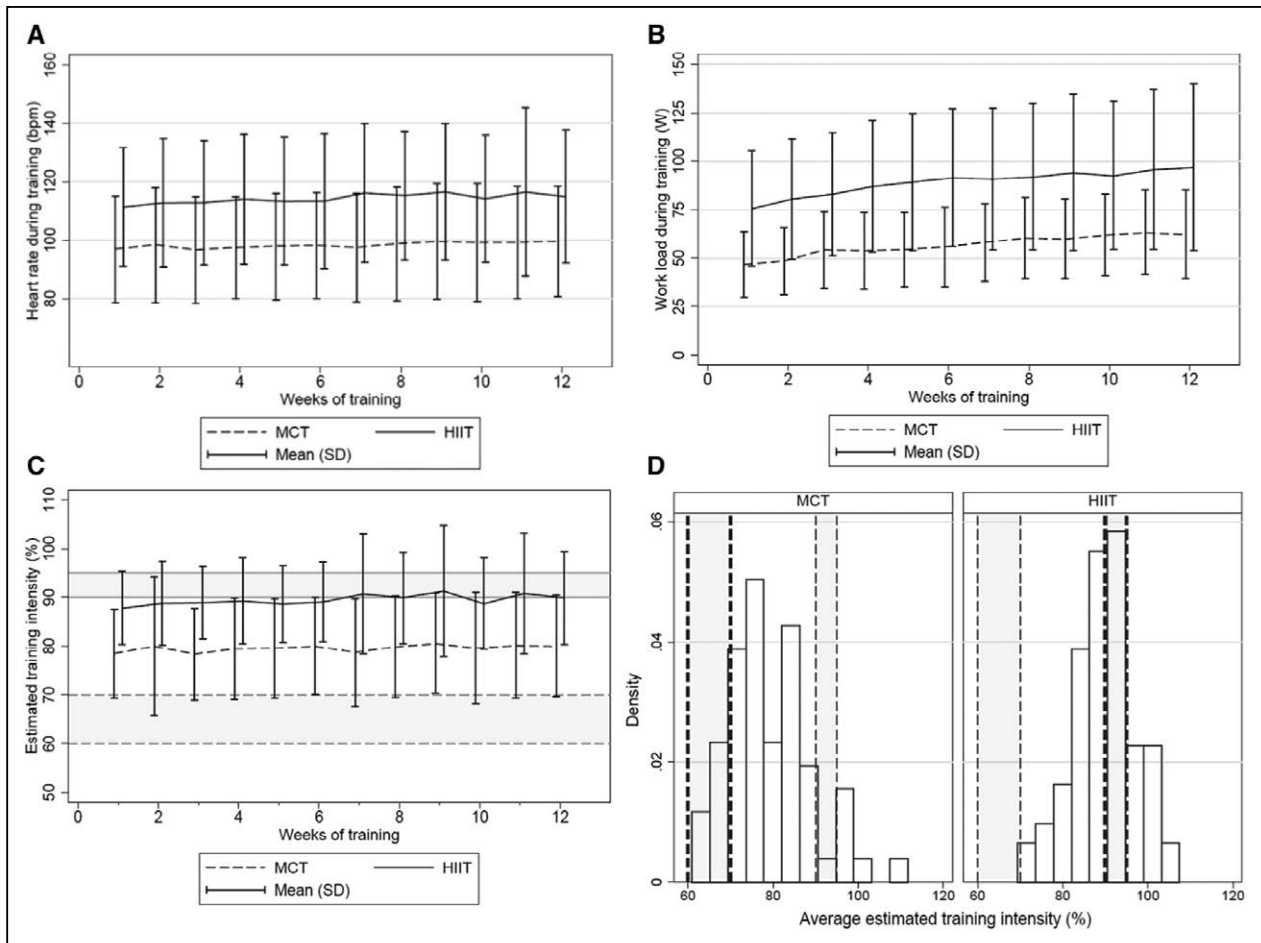 A
Heart rate during training (bpm)
160
140
120
100
80
0 2 4 6 8 10 12
Weeks of training
MCT HIIT
Mean (SD)
B
Work load during training (W)
150
125
100
75
50
25
0
0 2 4 6 8 10 12
Weeks of training
MCT HIIT
Mean (SD)
C
Estimated training intensity (%)
110
100
90
80
70
60
50
0 2 4 6 8 10 12
Weeks of training
MCT HIIT
Mean (SD)
D
MCT HIIT
Density
.06
.04
.02
0
60 80 100 120 60 80 100 120
Average estimated training intensity (%)